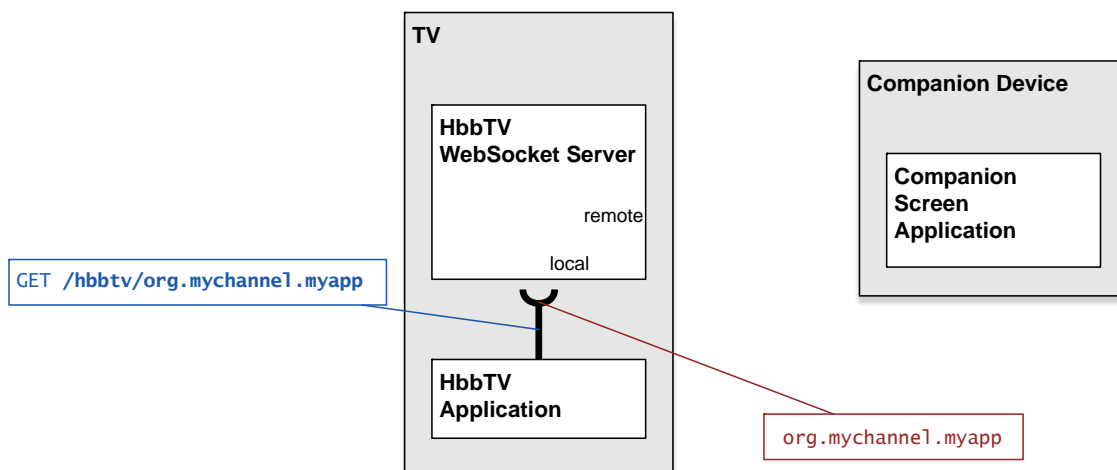 TV
HbbTV
WebSocket Server
remote
local
GET /hbbtv/org.mychannel.myapp
HbbTV
Application
org.mychannel.myapp
Companion Device
Companion
Screen
Application